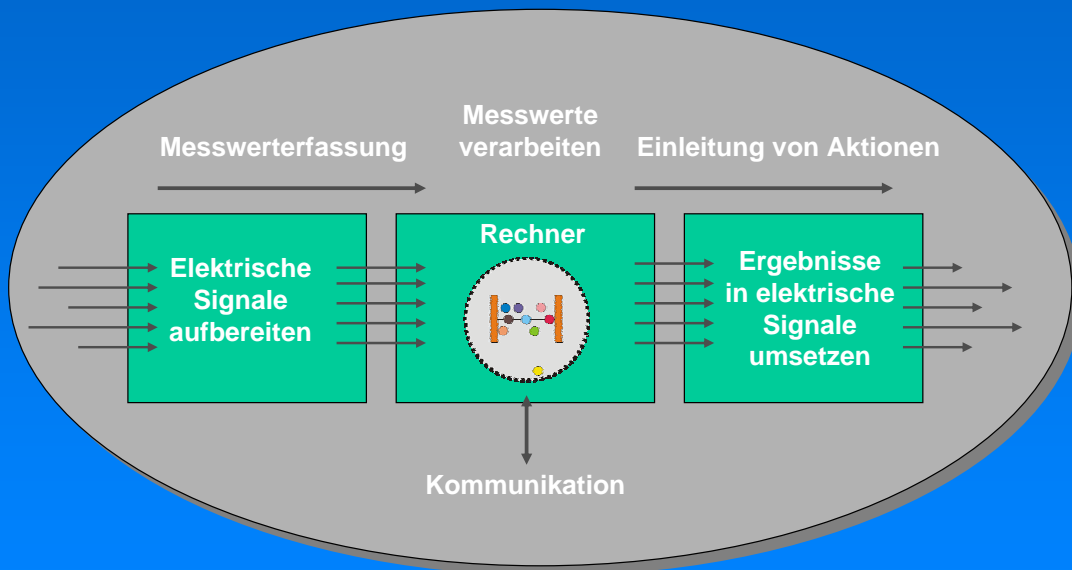 Messwerterfassung
Messwerte
verarbeiten
Einleitung von Aktionen
Elektrische
Signale
aufbereiten
Rechner
Ergebnisse
in elektrische
Signale
umsetzen
Kommunikation